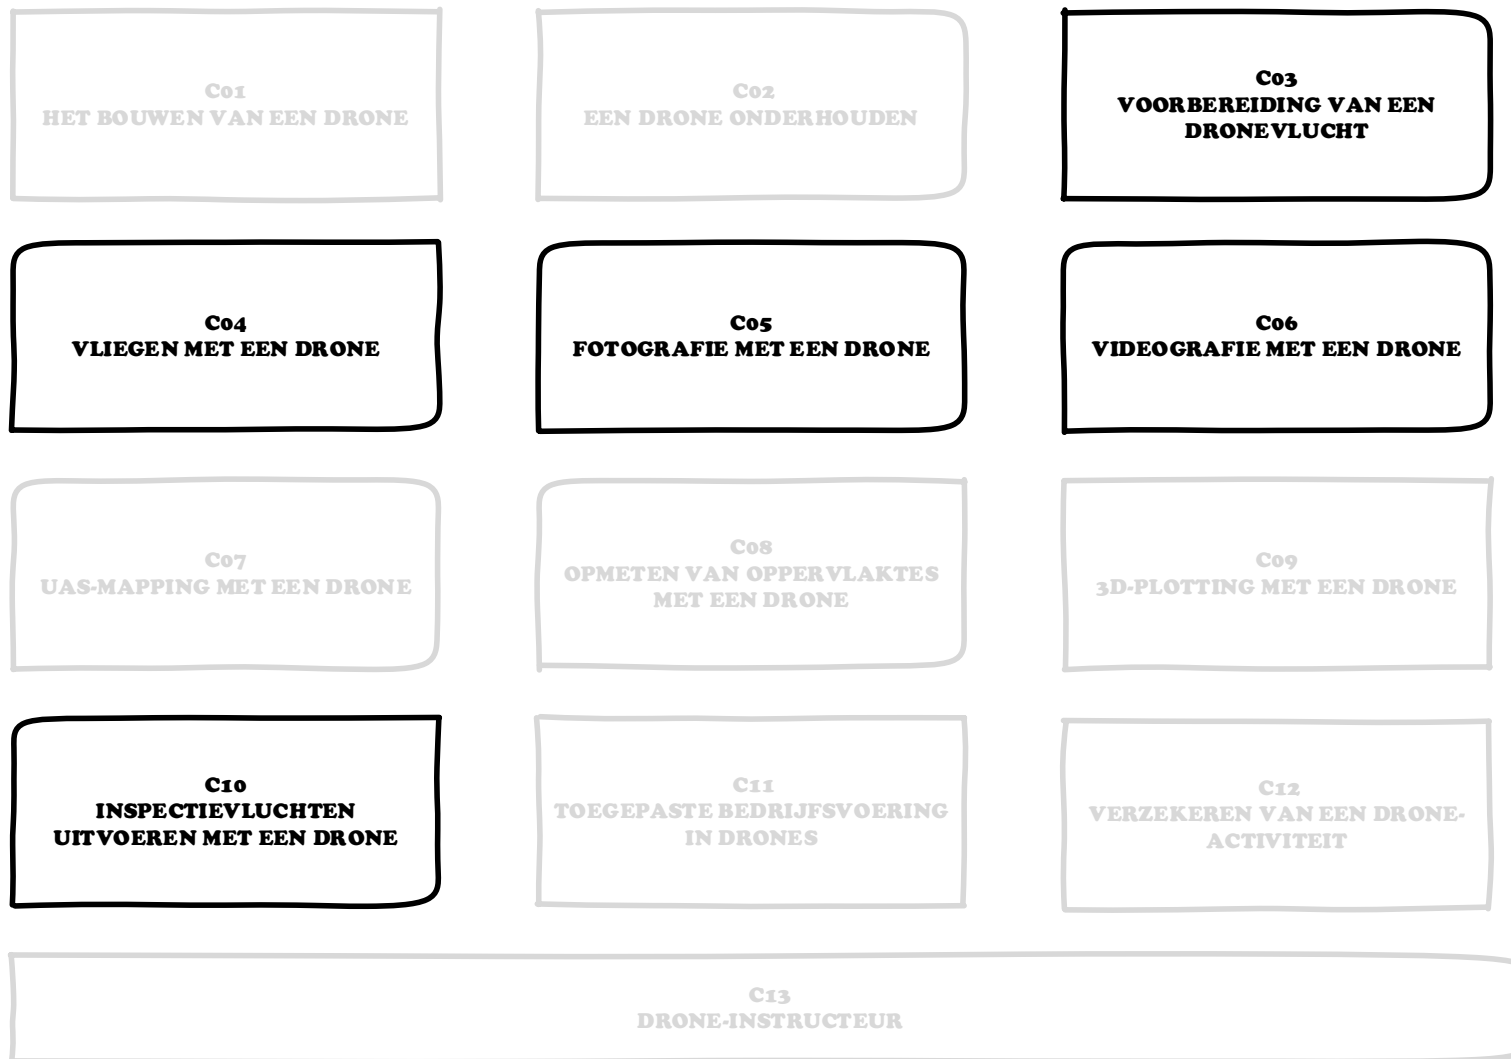 C01
HET BOUWEN VAN EEN DRONE
C02
EEN DRONE ONDERHOUDEN
C03
VOORBEREIDING VAN EEN
DRONEVLUCHT
C04
VLIEGEN MET EEN DRONE
C05
FOTOGRAFIE MET EEN DRONE
C06
VIDEOGRAFIE MET EEN DRONE
C07
UAS-MAPPING MET EEN DRONE
C08
OPMETEN VAN OPPERVLAKTES
MET EEN DRONE
C09
3D-PLOTTING MET EEN DRONE
C10
INSPECTIEVLUCHTEN
UITVOEREN MET EEN DRONE
C11
TOEGEPASTE BEDRIJFSVOERING
IN DRONES
C12
VERZEKEREN VAN EEN DRONE-
ACTIVITEIT
C13
DRONE-INSTRUCTEUR